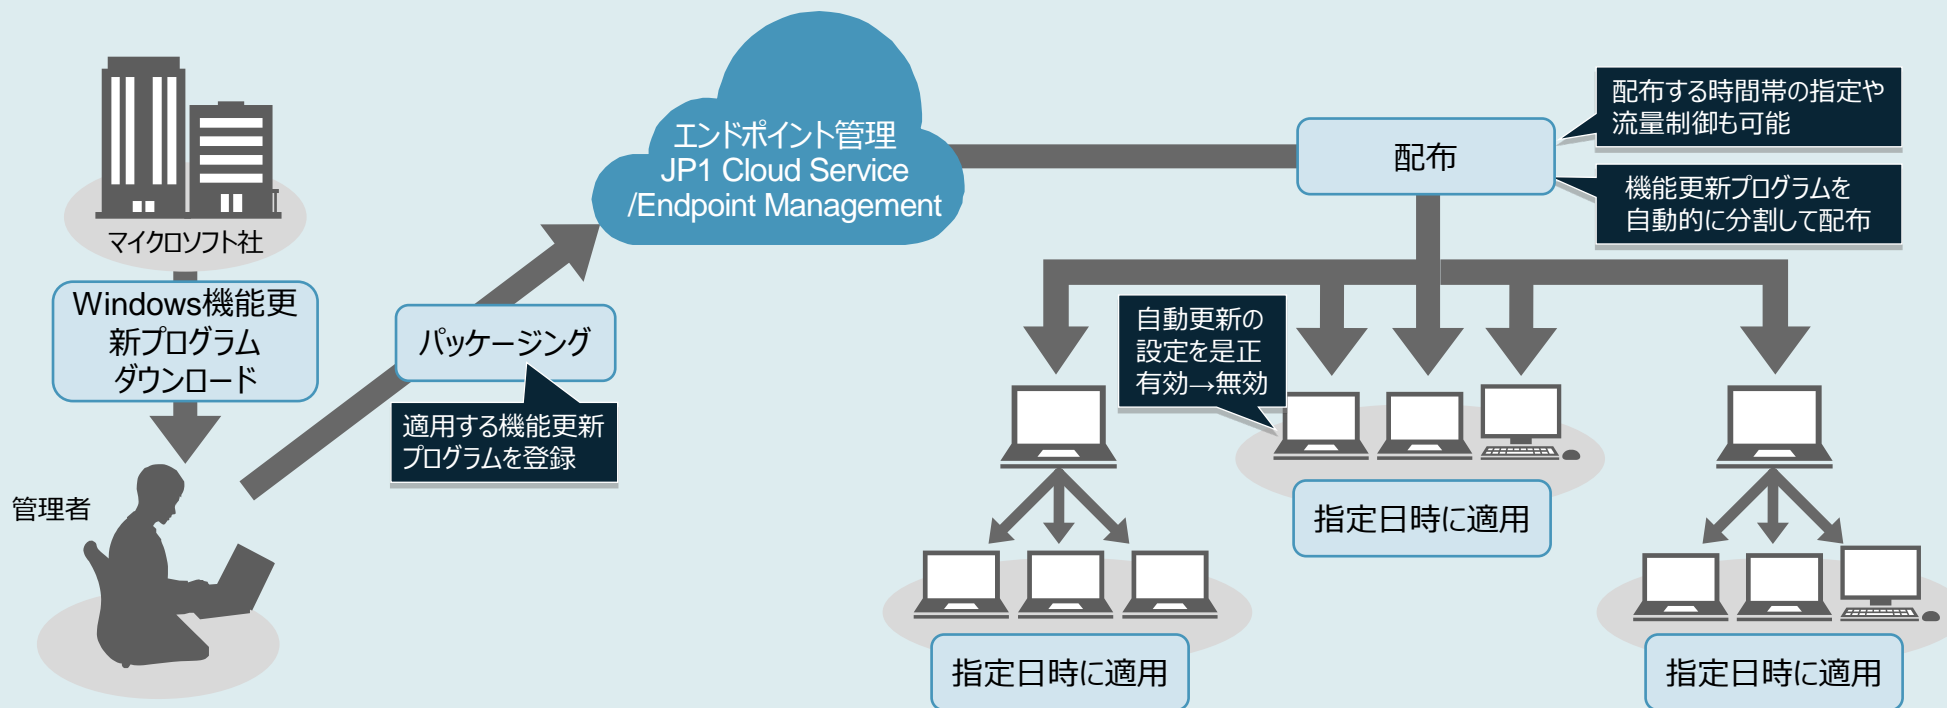 マイクロソフト社
Windows機能更
新プログラム
ダウンロード
管理者
パッケージング
適用する機能更新
プログラムを登録
エンドポイント管理
JP1 Cloud Service
/Endpoint Management
配布
配布する時間帯の指定や
流量制御も可能
機能更新プログラムを
自動的に分割して配布
自動更新の
設定を是正
有効→無効
指定日時に適用
指定日時に適用
指定日時に適用